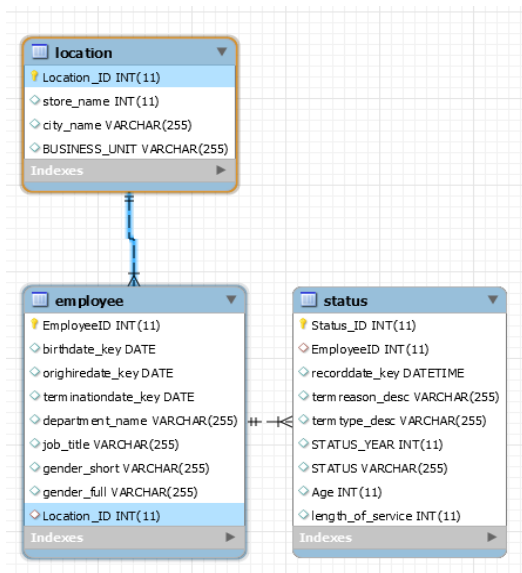 location
Location_ID INT(11)
store_name INT(11)
city_name VARCHAR(255)
BUSINESS_UNIT VARCHAR(255)
Indexes
employee
EmployeeID INT(11)
birthdate_key DATE
orighiredate_key DATE
terminationdate_key DATE
department_name VARCHAR(255)
job_title VARCHAR(255)
gender_short VARCHAR(255)
gender_full VARCHAR(255)
Location_ID INT(11)
Indexes
status
Status_ID INT(11)
EmployeeID INT(11)
recorddate_key DATETIME
termreason_desc VARCHAR(255)
termtype_desc VARCHAR(255)
STATUS_YEAR INT(11)
STATUS VARCHAR(255)
Age INT(11)
length_of_service INT(11)
Indexes